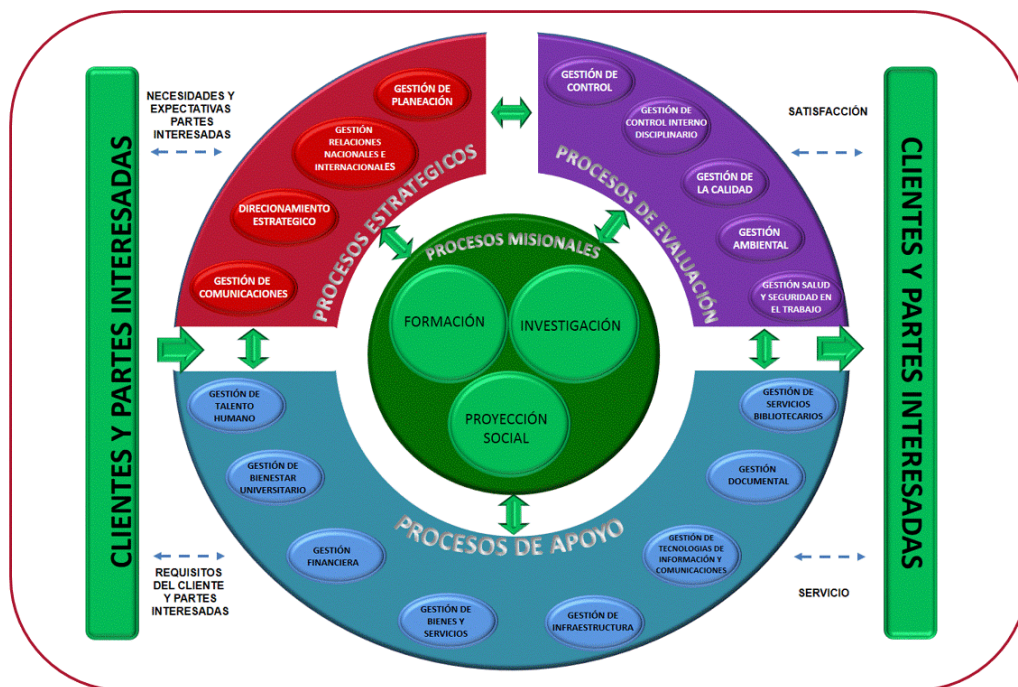 CLIENTES Y PARTES INTERESADAS
NECESIDADES Y
EXPECTATIVAS
PARTES
INTERESADAS
REQUISITOS
DEL CLIENTE
Y PARTES
INTERESADAS
PROCESOS ESTRATEGICOS
GESTIÓN DE
PLANEACIÓN
GESTIÓN
RELACIONES
NACIONALES E
INTERNACIONALES
DIRECIONAMIENTO
ESTRATEGICO
GESTIÓN DE
COMUNICACIONES
PROCESOS DE EVALUACIÓN
GESTIÓN DE
CONTROL
GESTIÓN DE
CONTROL INTERNO
DISCIPLINARIO
GESTIÓN DE
LA CALIDAD
GESTIÓN
AMBIENTAL
GESTIÓN SALUD
Y SEGURIDAD EN
EL TRABAJO
PROCESOS MISIONALES
FORMACIÓN
INVESTIGACIÓN
PROYECCIÓN
SOCIAL
PROCESOS DE APOYO
GESTIÓN DE
TALENTO
HUMANO
GESTIÓN DE
BIENESTAR
UNIVERSITARIO
GESTIÓN
FINANCIERA
GESTIÓN DE
BIENES Y
SERVICIOS
GESTIÓN DE
INFRAESTRUCTURA
GESTIÓN DE
TECNOLOGIAS DE
INFORMACIÓN Y
COMUNICACIONES
GESTIÓN
DOCUMENTAL
GESTIÓN DE
SERVICIOS
BIBLIOTECARIOS
SATISFACCIÓN
SERVICIO
CLIENTES Y PARTES INTERESADAS